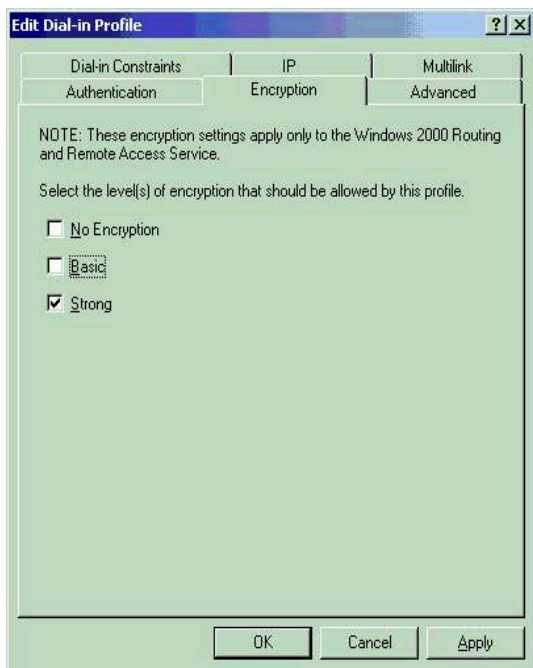 Edit Dial-in Profile
Dial-in Constraints IP Multilink
Authentication Encryption Advanced
NOTE: These encryption settings apply only to the Windows 2000 Routing
and Remote Access Service.
Select the level(s) of encryption that should be allowed by this profile.
No Encryption
Basic
Strong
OK Cancel Apply